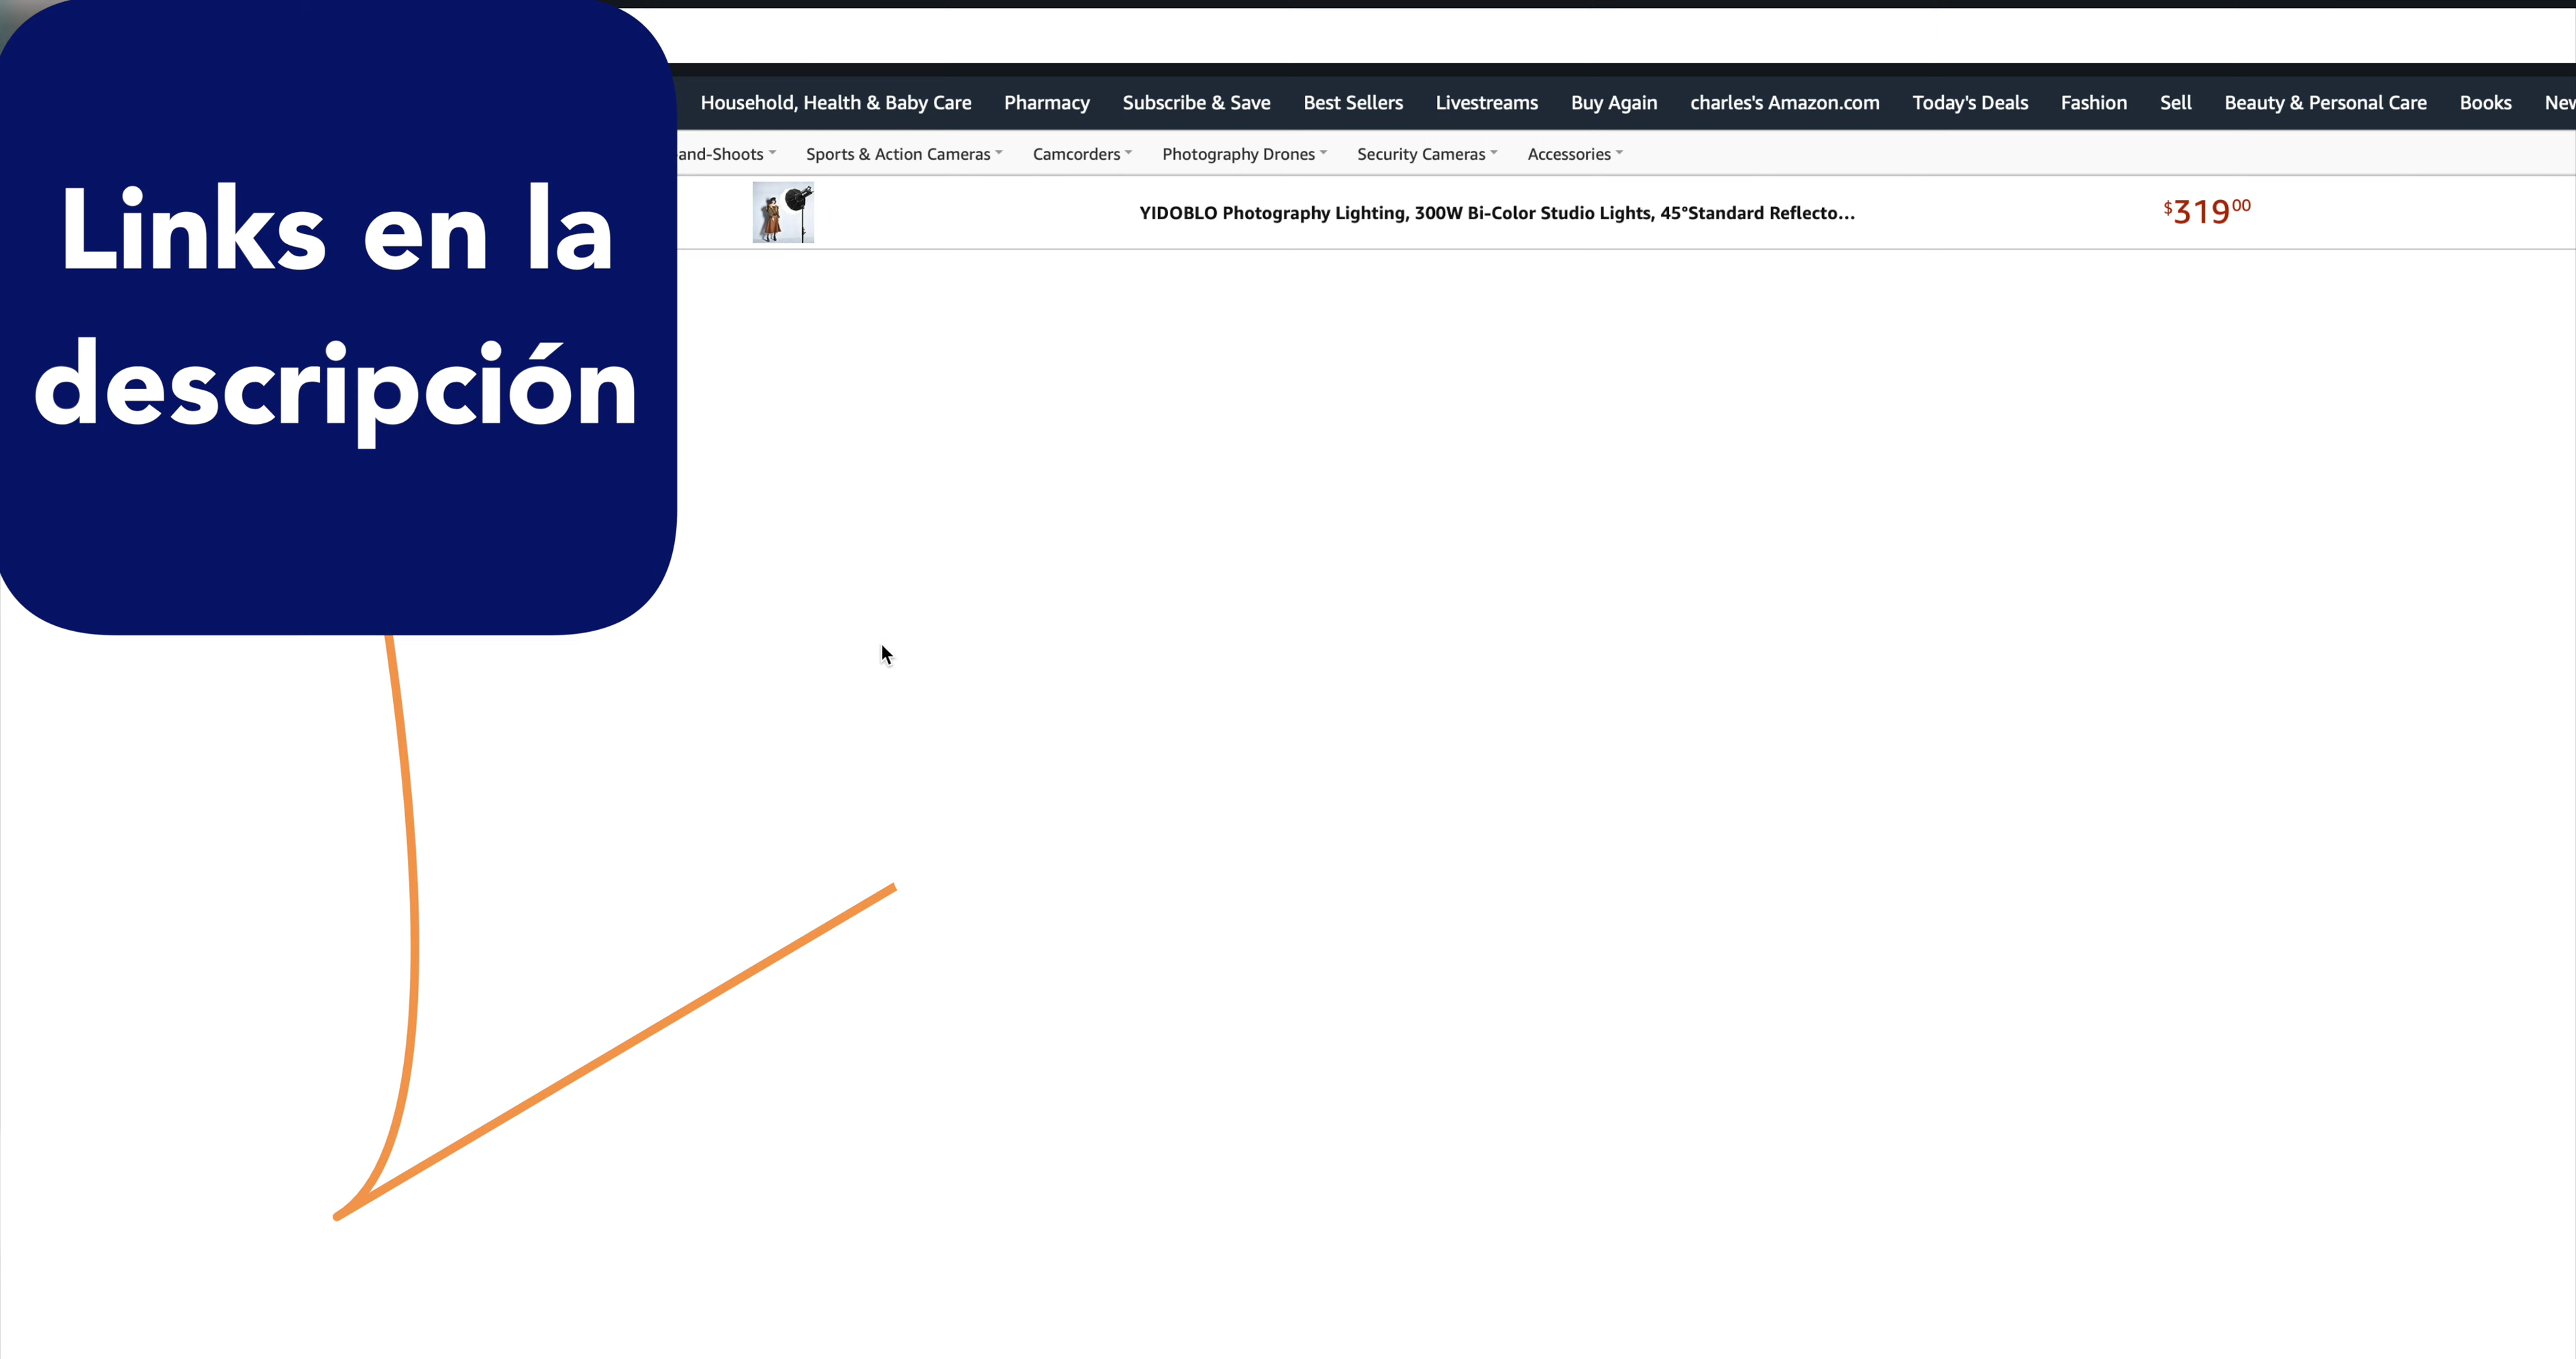 Links en la
descripción
Household, Health & Baby Care Pharmacy Subscribe & Save Best Sellers Livestreams Buy Again charles's Amazon.com Today's Deals Fashion Sell Beauty & Personal Care Books
and-Shoots Sports & Action Cameras Camcorders Photography Drones Security Cameras Accessories
YIDOBLO Photography Lighting, 300W Bi-Color Studio Lights, 45°Standard Reflecto... $319⁰⁰